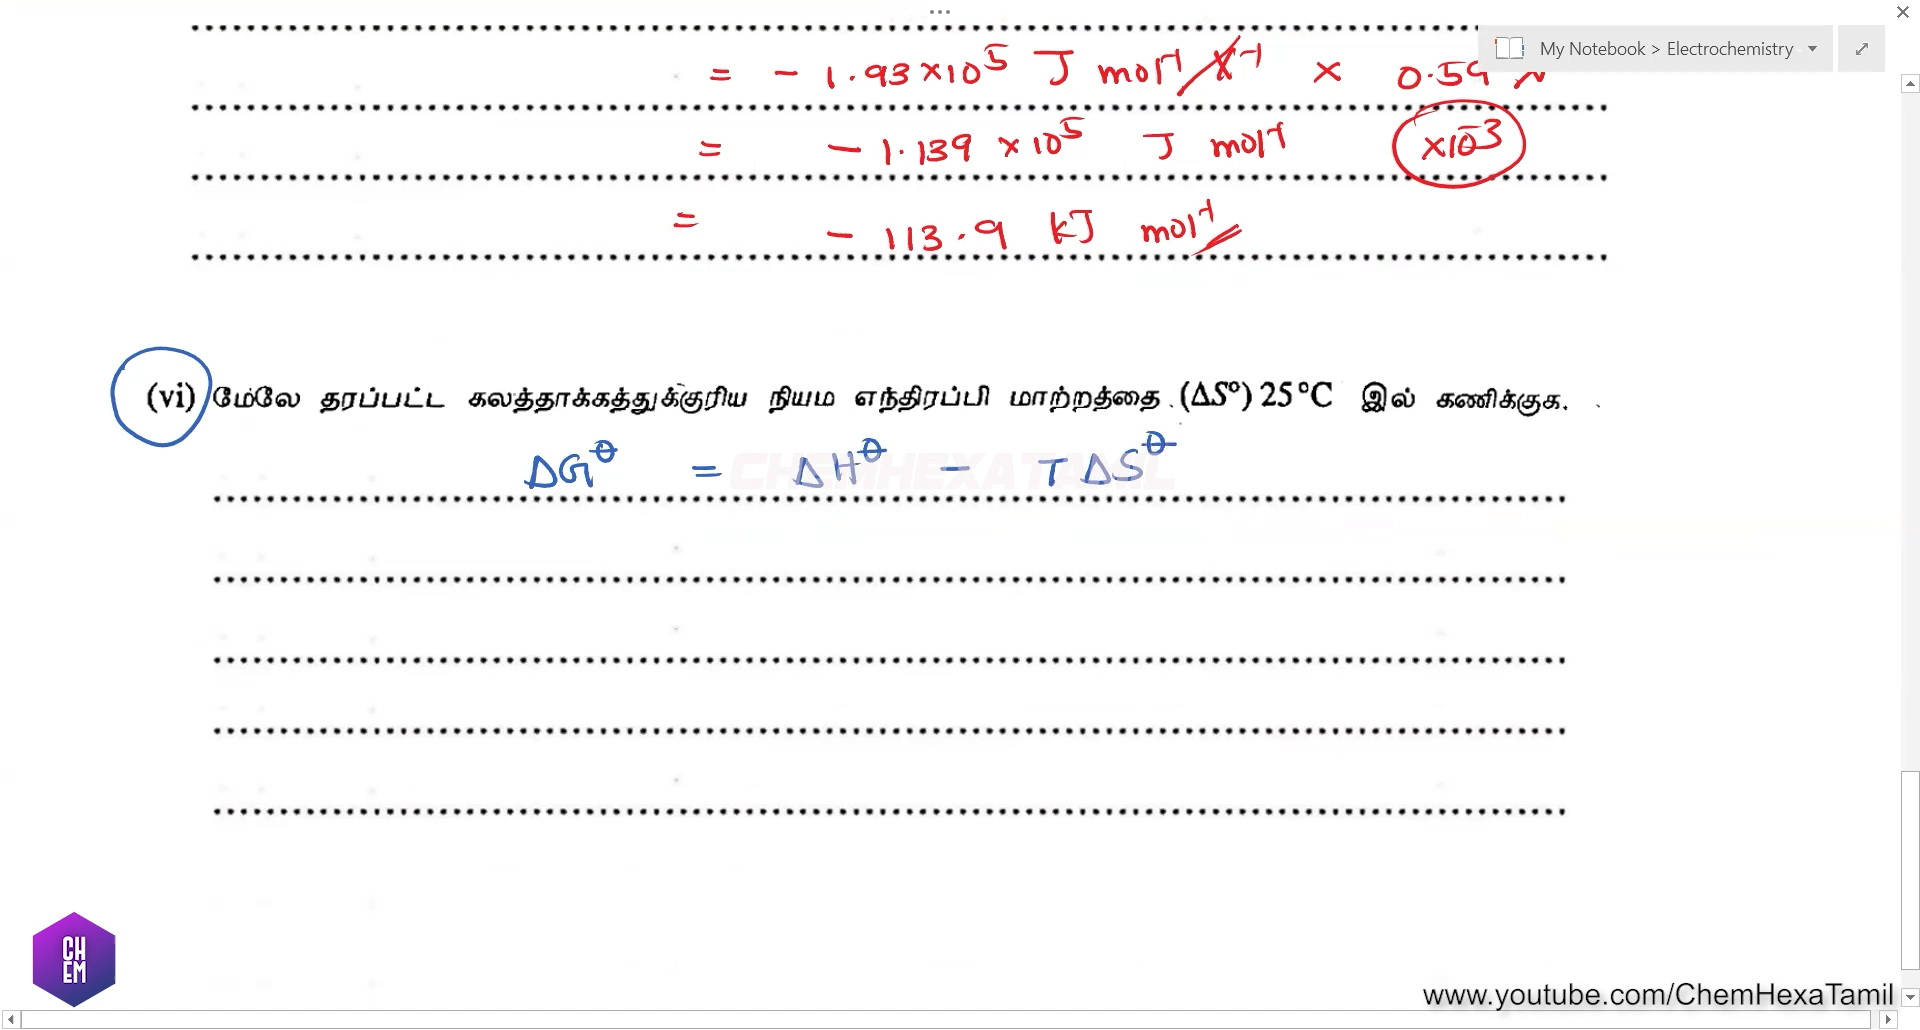 My Notebook > Electrochemistry
= - 1.93 ×10⁵ J mol⁻¹ V⁻¹ × 0.59 V
= - 1.139 ×10⁵ J mol⁻¹ ×10⁻³
= - 113.9 kJ mol⁻¹
(vi) மேலே தரப்பட்ட கலத்தாக்கத்துக்குரிய நியம எந்திரப்பி மாற்றத்தை (ΔS°) 25 °C இல் கணிக்குக.
ΔG^θ = ΔH^θ - TΔS^θ
CHEMHEXATAMIL
CH
EM
www.youtube.com/ChemHexaTamil